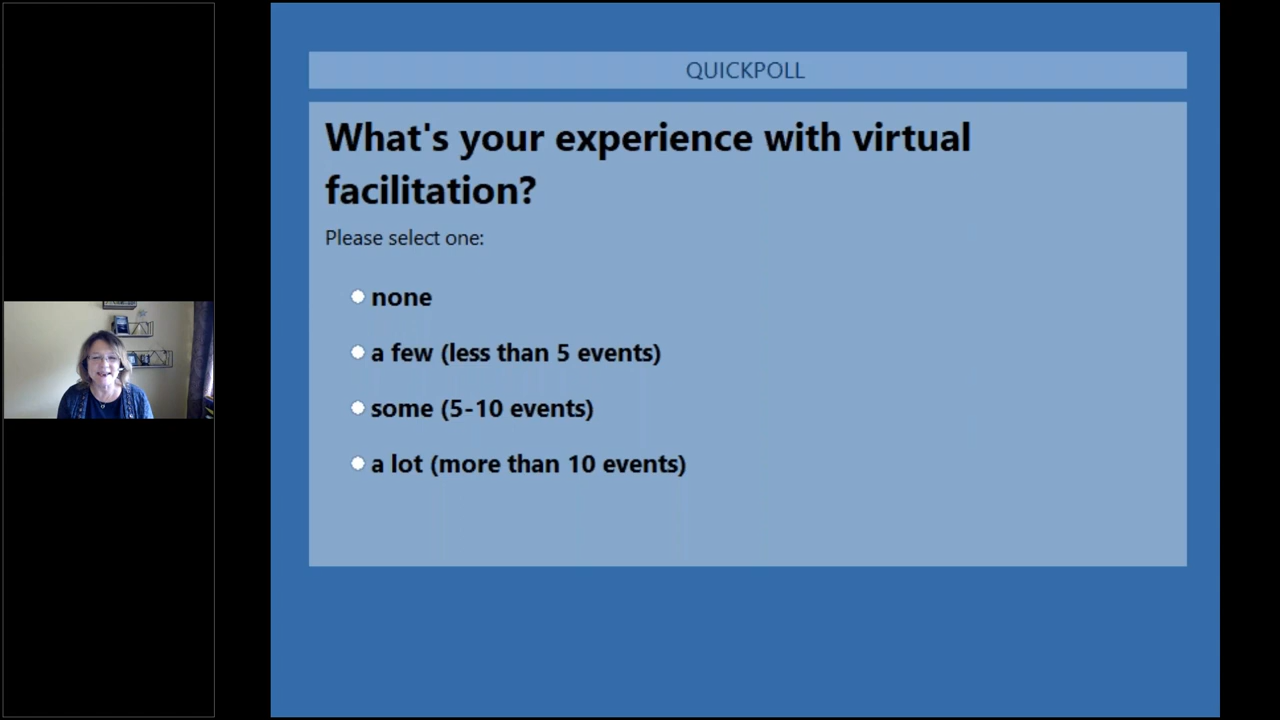 QUICKPOLL
What's your experience with virtual
facilitation?
Please select one:
none
a few (less than 5 events)
some (5-10 events)
a lot (more than 10 events)